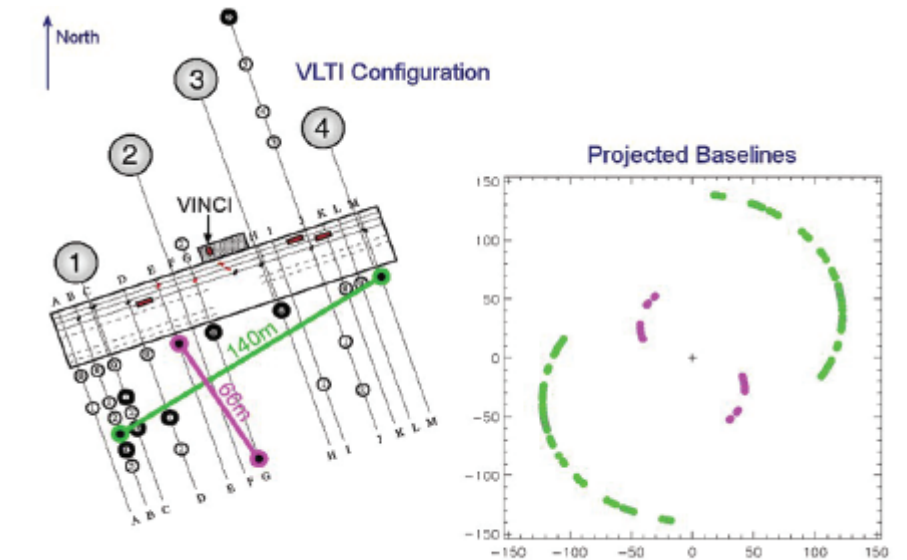 North
VLTI Configuration
3
4
2
VINCI
1
A B C D E F G H I J K L M
140m
66m
A B C D E F G H I J K L M
Projected Baselines
150
100
50
0
-50
-100
-150
-150 -100 -50 0 50 100 150